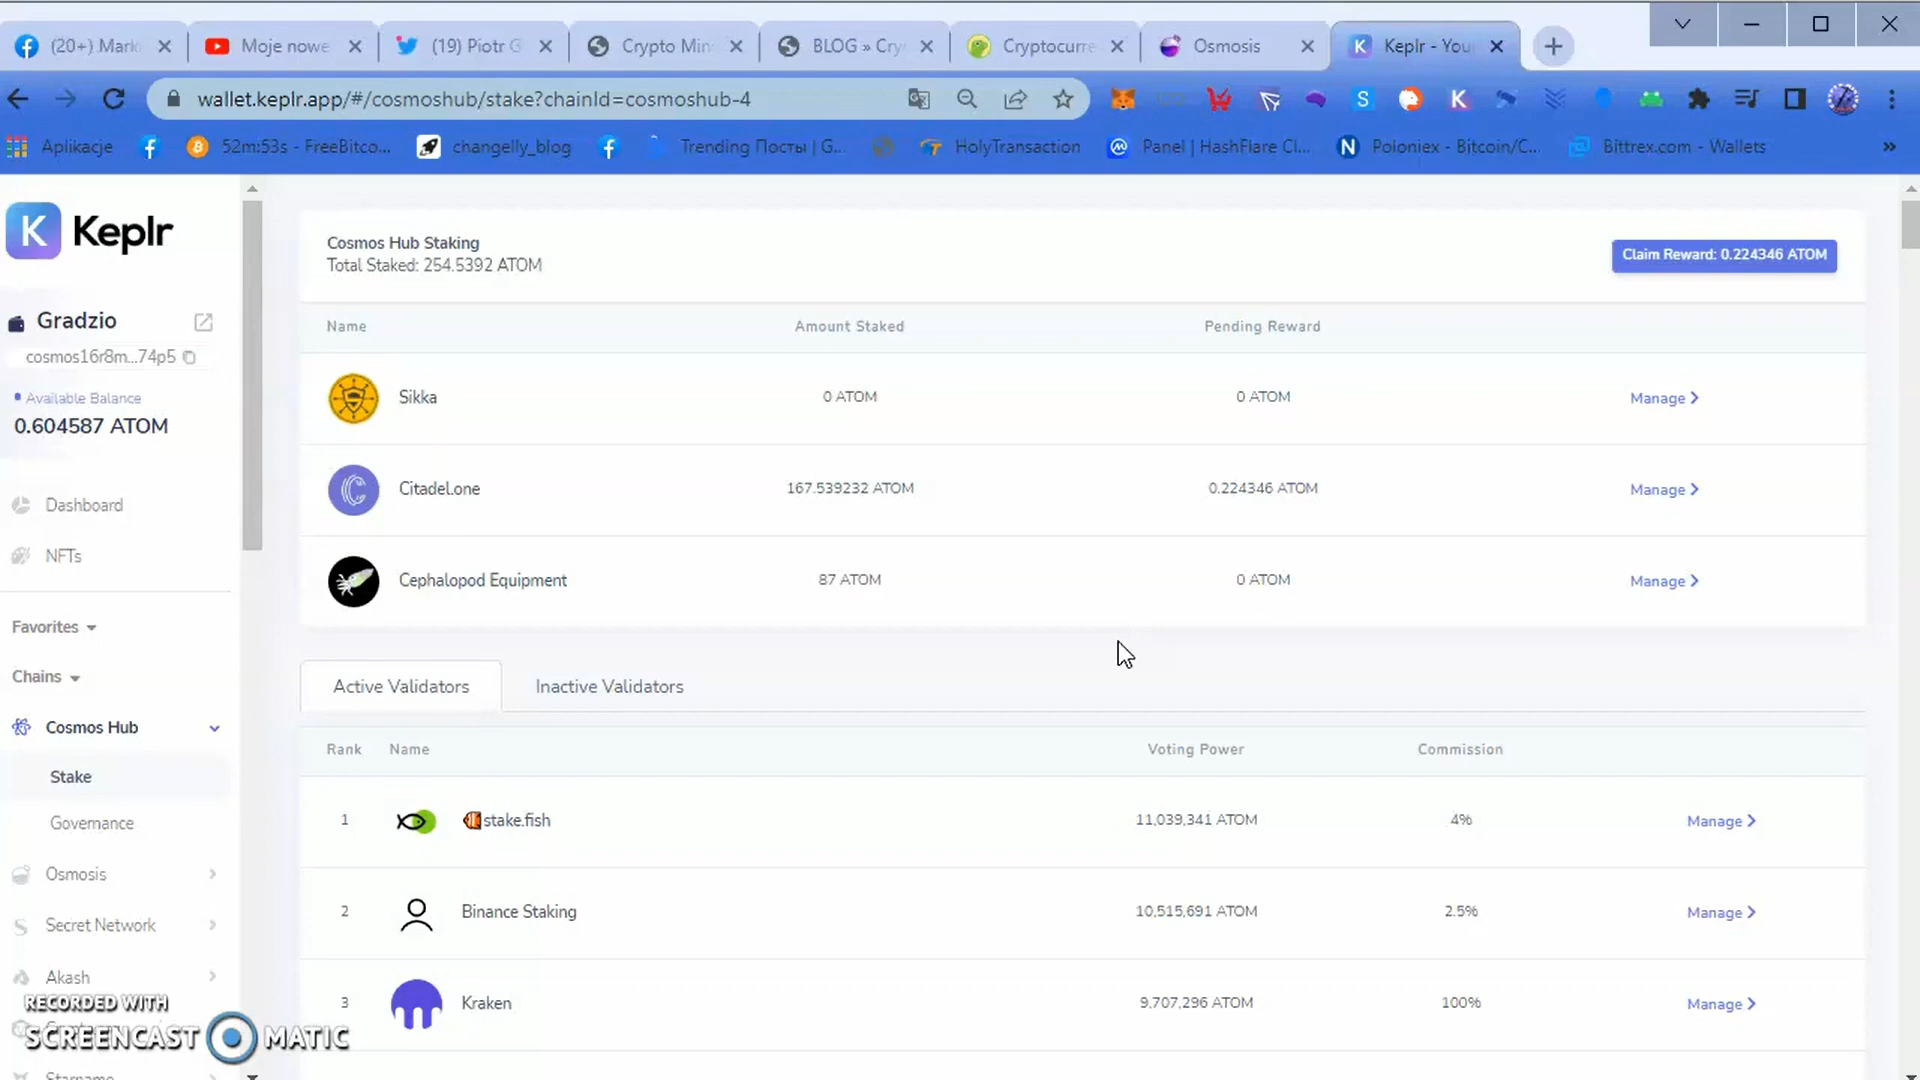 (20+) Mark
Moje nowe
(19) Piotr G
Crypto Min
BLOG » Cry
Cryptocurre
Osmosis
Keplr - You
wallet.keplr.app/#/cosmoshub/stake?chainId=cosmoshub-4
Aplikacje
52m:53s - FreeBitco...
changelly_blog
Trending Посты | G...
HolyTransaction
Panel | HashFlare Cl...
Poloniex - Bitcoin/C...
Bittrex.com - Wallets
»
Keplr
Gradzio
cosmos16r8m...74p5
Available Balance
0.604587 ATOM
Dashboard
NFTs
Favorites
Chains
Cosmos Hub
Stake
Governance
Osmosis
Secret Network
Akash
Starname
RECORDED WITH
SCREENCAST MATIC
Cosmos Hub Staking
Total Staked: 254.5392 ATOM
Claim Reward: 0.224346 ATOM
Name Amount Staked Pending Reward
Sikka 0 ATOM 0 ATOM Manage
Citadel.one 167.539232 ATOM 0.224346 ATOM Manage
Cephalopod Equipment 87 ATOM 0 ATOM Manage
Active Validators Inactive Validators
Rank Name Voting Power Commission
1 stake.fish 11,039,341 ATOM 4% Manage
2 Binance Staking 10,515,691 ATOM 2.5% Manage
3 Kraken 9,707,296 ATOM 100% Manage